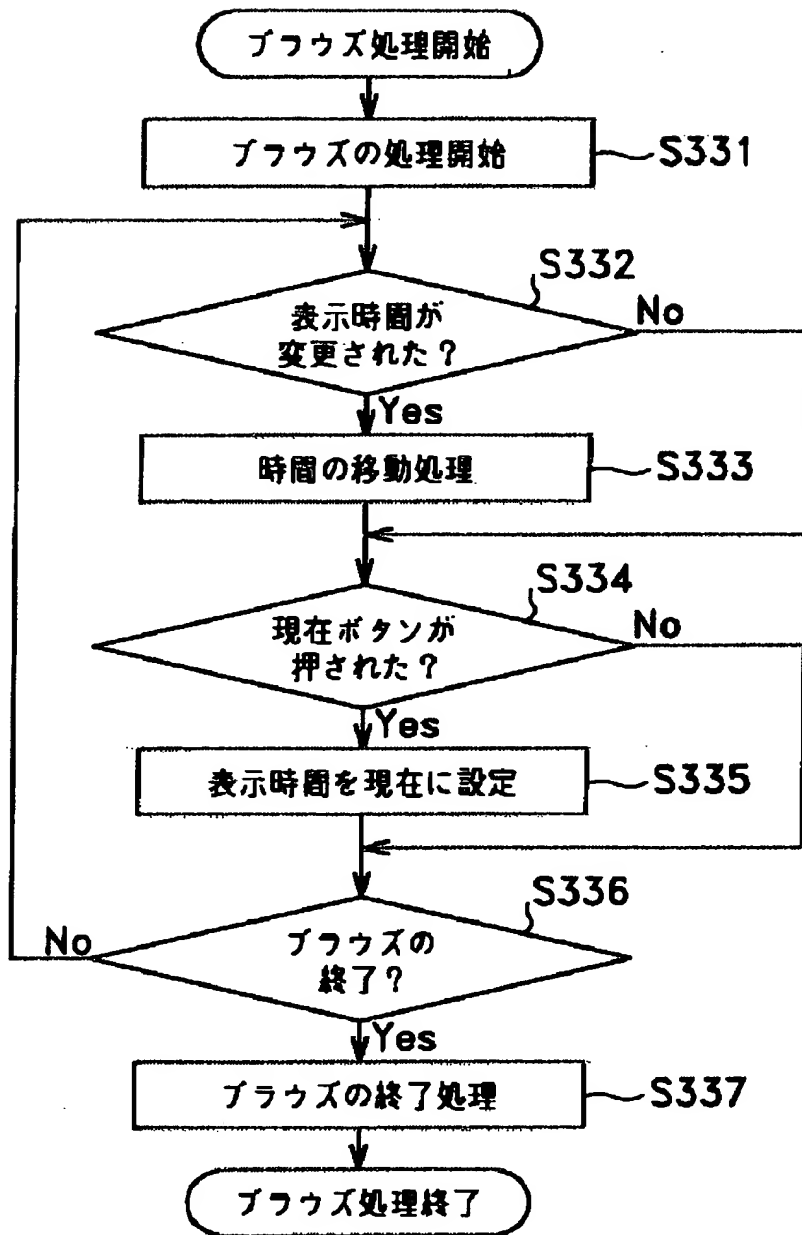 ブラウズ処理開始
ブラウズの処理開始
S331
S332
表示時間が
変更された？
No
Yes
時間の移動処理
S333
S334
現在ボタンが
押された？
No
Yes
表示時間を現在に設定
S335
S336
ブラウズの
終了？
No
Yes
ブラウズの終了処理
S337
ブラウズ処理終了